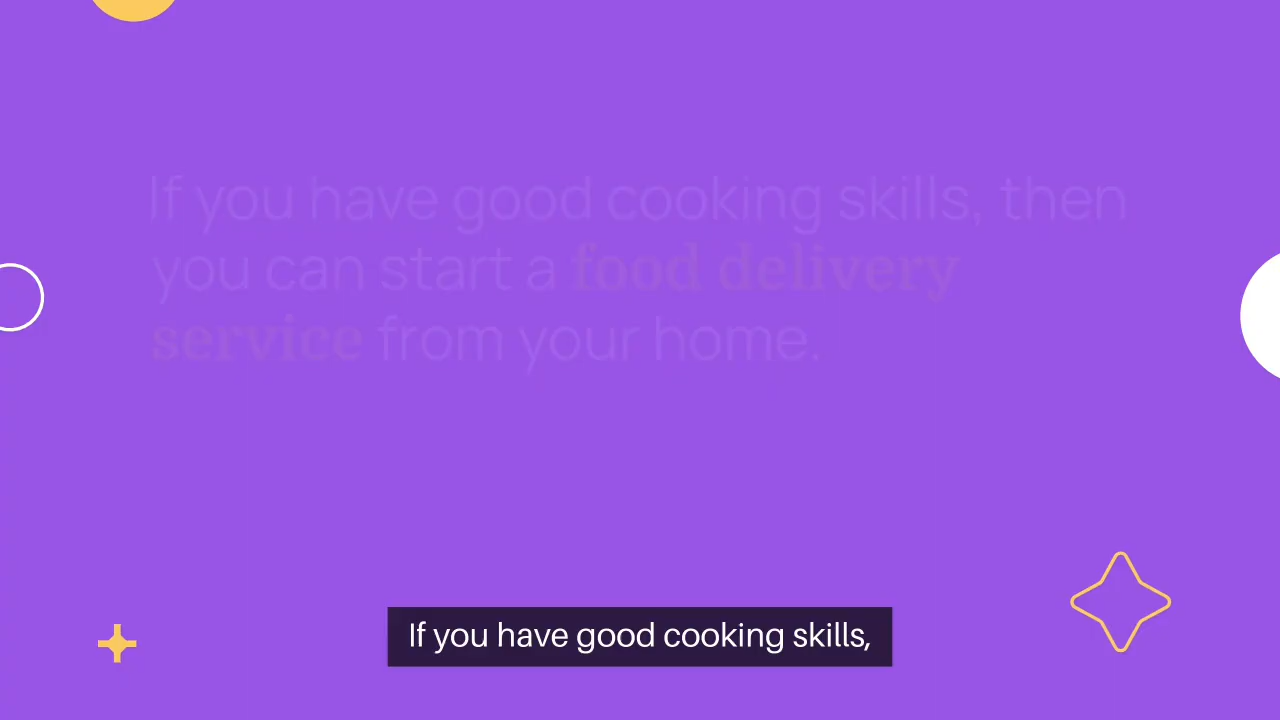 If you have good cooking skills, then
you can start a food delivery
service from your home.
If you have good cooking skills,